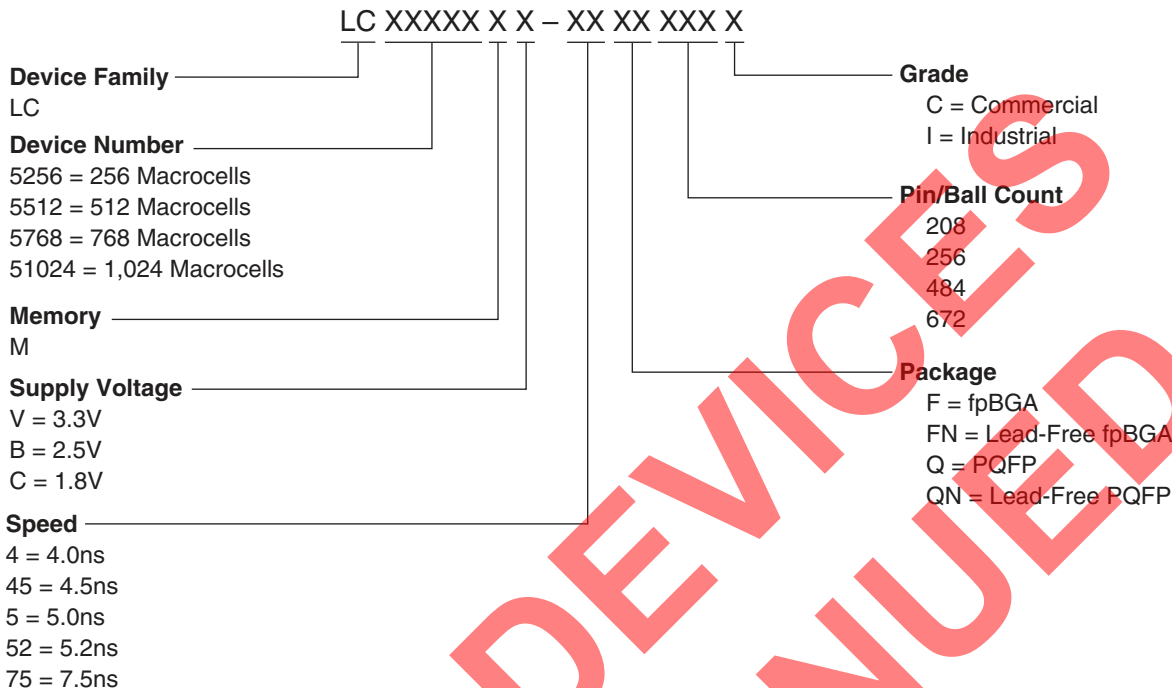 LC XXXXX X X – XX XX XXX X
Device Family
LC
Device Number
5256 = 256 Macrocells
5512 = 512 Macrocells
5768 = 768 Macrocells
51024 = 1,024 Macrocells
Memory
M
Supply Voltage
V = 3.3V
B = 2.5V
C = 1.8V
Speed
4 = 4.0ns
45 = 4.5ns
5 = 5.0ns
52 = 5.2ns
75 = 7.5ns
Grade
C = Commercial
I = Industrial
Pin/Ball Count
208
256
484
672
Package
F = fpBGA
FN = Lead-Free fpBGA
Q = PQFP
QN = Lead-Free PQFP
DEVICES
NUED